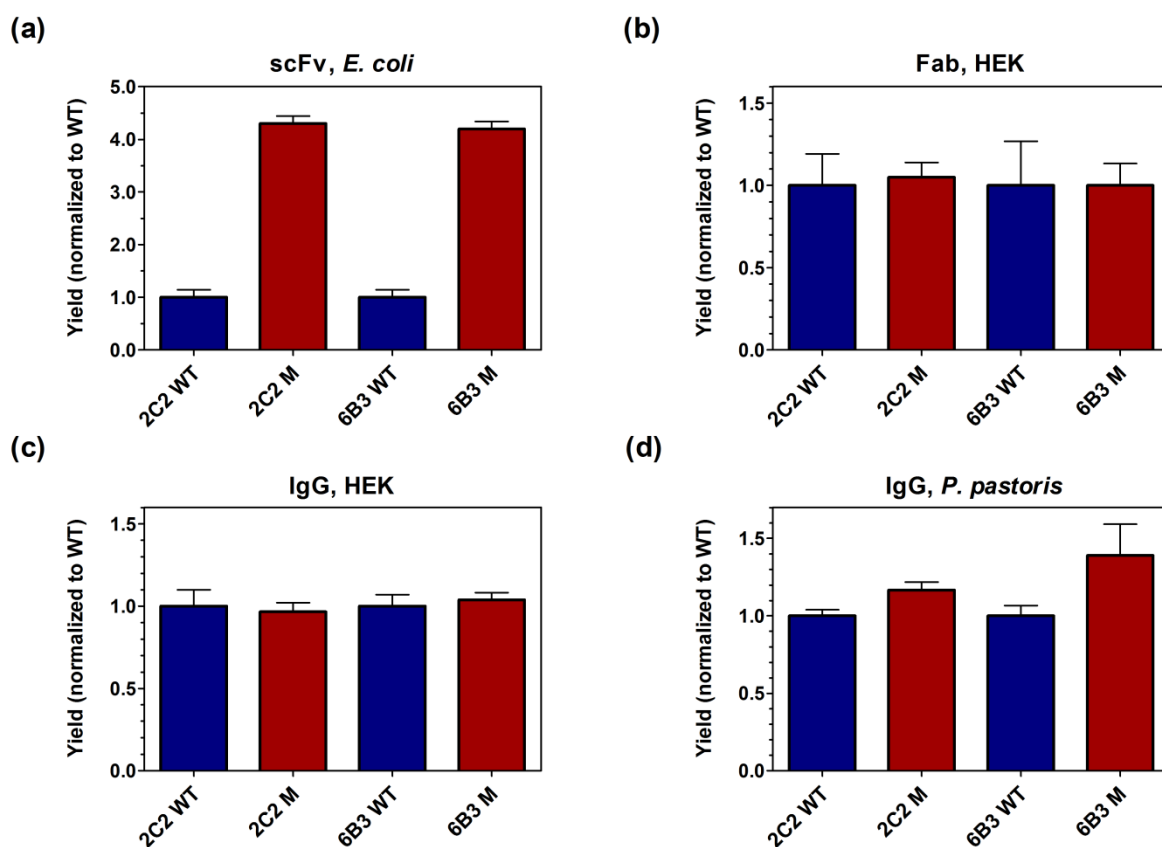 (a)
scFv, E. coli
Yield (normalized to WT)
5.0
4.0
3.0
2.0
1.0
0.0
2C2 WT
2C2 M
6B3 WT
6B3 M
(b)
Fab, HEK
Yield (normalized to WT)
1.5
1.0
0.5
0.0
2C2 WT
2C2 M
6B3 WT
6B3 M
(c)
IgG, HEK
Yield (normalized to WT)
1.5
1.0
0.5
0.0
2C2 WT
2C2 M
6B3 WT
6B3 M
(d)
IgG, P. pastoris
Yield (normalized to WT)
1.5
1.0
0.5
0.0
2C2 WT
2C2 M
6B3 WT
6B3 M